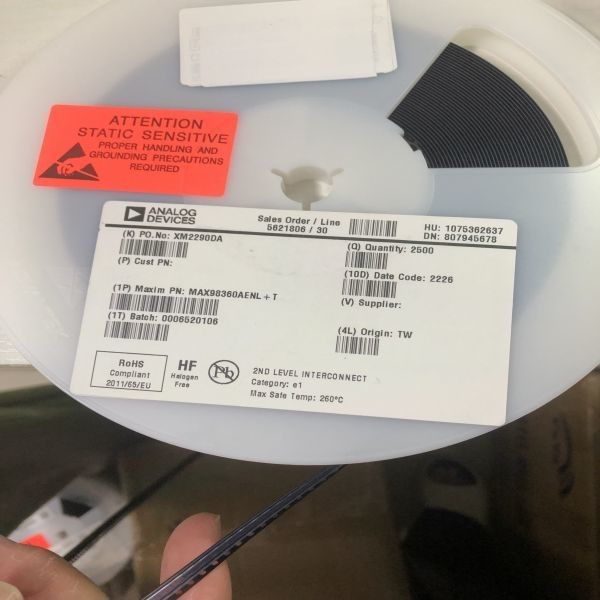 ATTENTION
STATIC SENSITIVE
PROPER HANDLING AND
GROUNDING PRECAUTIONS
REQUIRED
ANALOG
DEVICES
Sales Order / Line
5621806 / 30
HU: 1075362637
DN: 807945678
(K) PO.No: XM2290DA
(Q) Quantity: 2500
(P) Cust PN:
(10D) Date Code: 2226
(1P) Maxim PN: MAX98360AENL+T
(V) Supplier:
(1T) Batch: 0006520106
(4L) Origin: TW
RoHS
Compliant
2011/65/EU
HF
Halogen
Free
Pb
2ND LEVEL INTERCONNECT
Category: e1
Max Safe Temp: 260°C